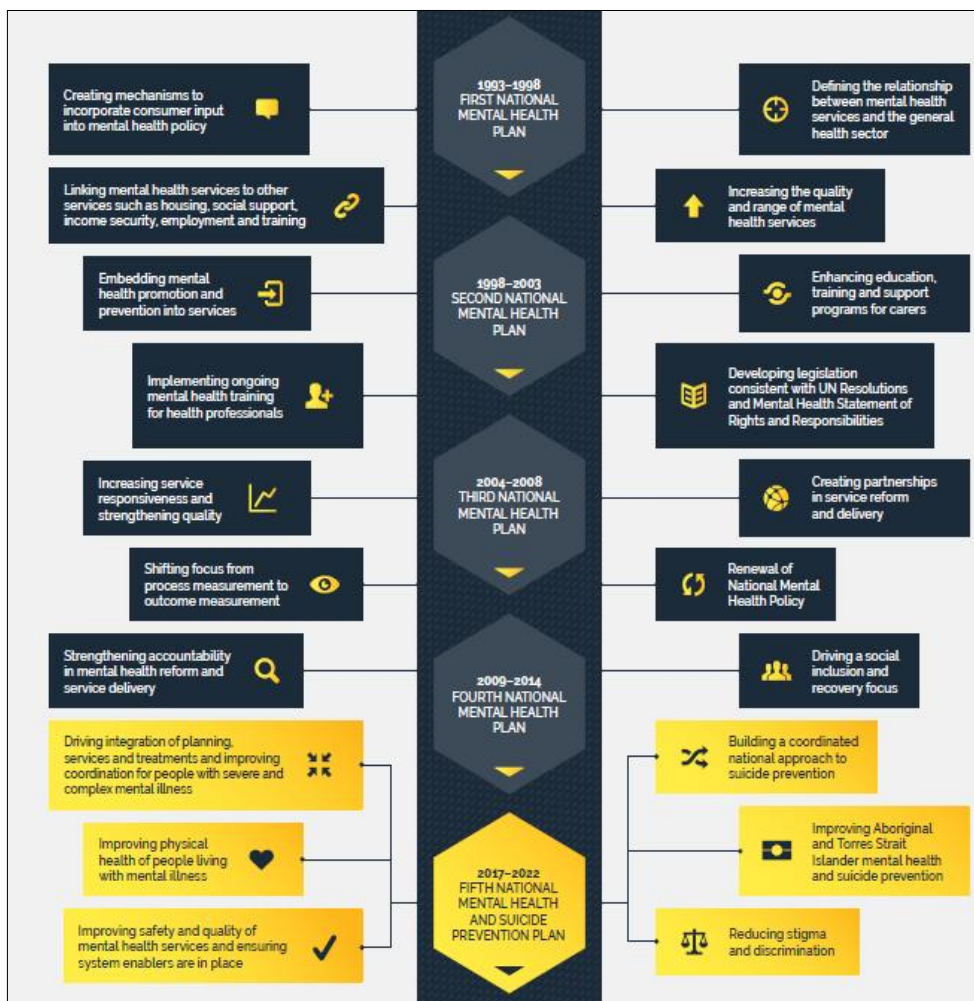 1993–1998
FIRST NATIONAL
MENTAL HEALTH
PLAN
Creating mechanisms to
incorporate consumer input
into mental health policy
Defining the relationship
between mental health
services and the general
health sector
Linking mental health services to other
services such as housing, social support,
income security, employment and training
Increasing the quality
and range of mental
health services
1998–2003
SECOND NATIONAL
MENTAL HEALTH
PLAN
Embedding mental
health promotion and
prevention into services
Enhancing education,
training and support
programs for carers
Implementing ongoing
mental health training
for health professionals
Developing legislation
consistent with UN Resolutions
and Mental Health Statement of
Rights and Responsibilities
2004–2008
THIRD NATIONAL
MENTAL HEALTH
PLAN
Increasing service
responsiveness and
strengthening quality
Creating partnerships
in service reform
and delivery
Shifting focus from
process measurement to
outcome measurement
Renewal of
National Mental
Health Policy
2009–2014
FOURTH NATIONAL
MENTAL HEALTH
PLAN
Strengthening accountability
in mental health reform and
service delivery
Driving a social
inclusion and
recovery focus
Driving integration of planning,
services and treatments and improving
coordination for people with severe and
complex mental illness
Building a coordinated
national approach to
suicide prevention
2017–2022
FIFTH NATIONAL
MENTAL HEALTH
AND SUICIDE
PREVENTION PLAN
Improving physical
health of people living
with mental illness
Improving Aboriginal
and Torres Strait
Islander mental health
and suicide prevention
Improving safety and quality of
mental health services and ensuring
system enablers are in place
Reducing stigma
and discrimination